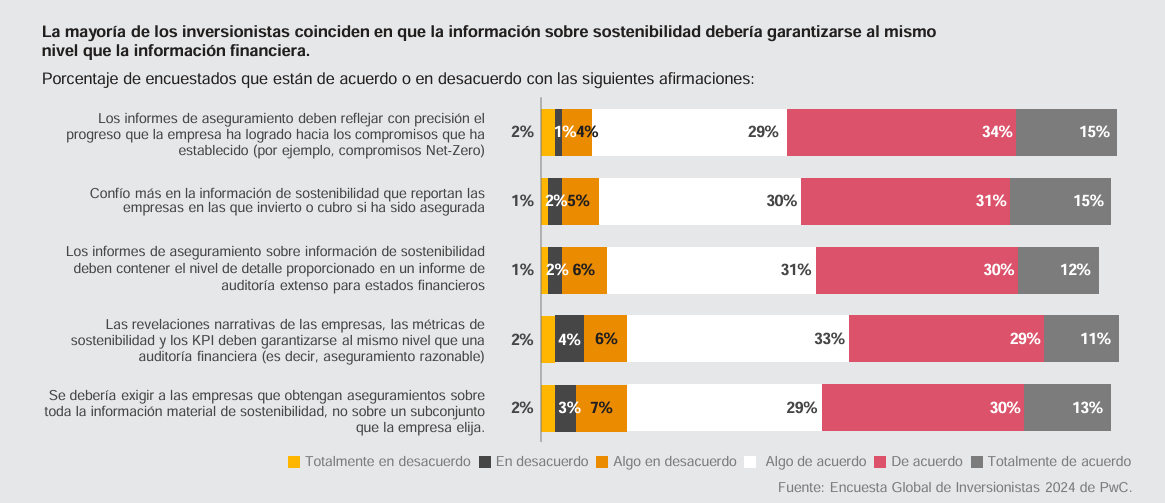 La mayoría de los inversionistas coinciden en que la información sobre sostenibilidad debería garantizarse al mismo
nivel que la información financiera.
Porcentaje de encuestados que están de acuerdo o en desacuerdo con las siguientes afirmaciones:
Los informes de aseguramiento deben reflejar con precisión el
progreso que la empresa ha logrado hacia los compromisos que ha
establecido (por ejemplo, compromisos Net-Zero)
2% 1% 4% 29% 34% 15%
Confío más en la información de sostenibilidad que reportan las
empresas en las que invierto o cubro si ha sido asegurada
1% 2% 5% 30% 31% 15%
Los informes de aseguramiento sobre información de sostenibilidad
deben contener el nivel de detalle proporcionado en un informe de
auditoría extenso para estados financieros
1% 2% 6% 31% 30% 12%
Las revelaciones narrativas de las empresas, las métricas de
sostenibilidad y los KPI deben garantizarse al mismo nivel que una
auditoría financiera (es decir, aseguramiento razonable)
2% 4% 6% 33% 29% 11%
Se debería exigir a las empresas que obtengan aseguramientos sobre
toda la información material de sostenibilidad, no sobre un subconjunto
que la empresa elija.
2% 3% 7% 29% 30% 13%
Totalmente en desacuerdo En desacuerdo Algo en desacuerdo Algo de acuerdo De acuerdo Totalmente de acuerdo
Fuente: Encuesta Global de Inversionistas 2024 de PwC.